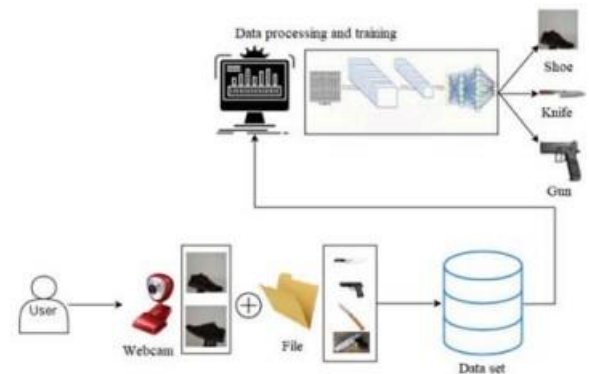 Data processing and training
Shoe
Knife
Gun
User
Webcam
File
Data set